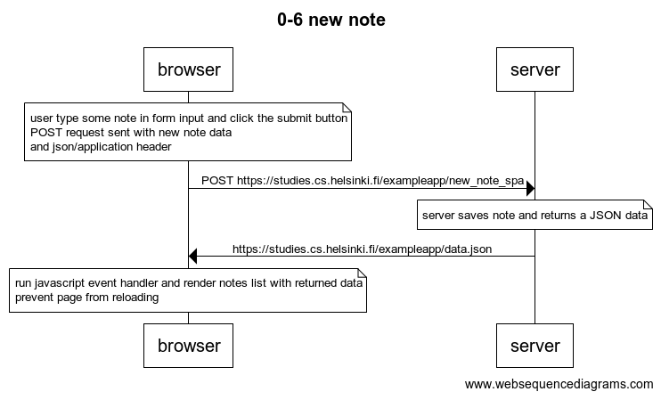 0-6 new note
browser
server
user type some note in form input and click the submit button
POST request sent with new note data
and json/application header
POST https://studies.cs.helsinki.fi/exampleapp/new_note_spa
server saves note and returns a JSON data
https://studies.cs.helsinki.fi/exampleapp/data.json
run javascript event handler and render notes list with returned data
prevent page from reloading
browser
server
www.websequencediagrams.com